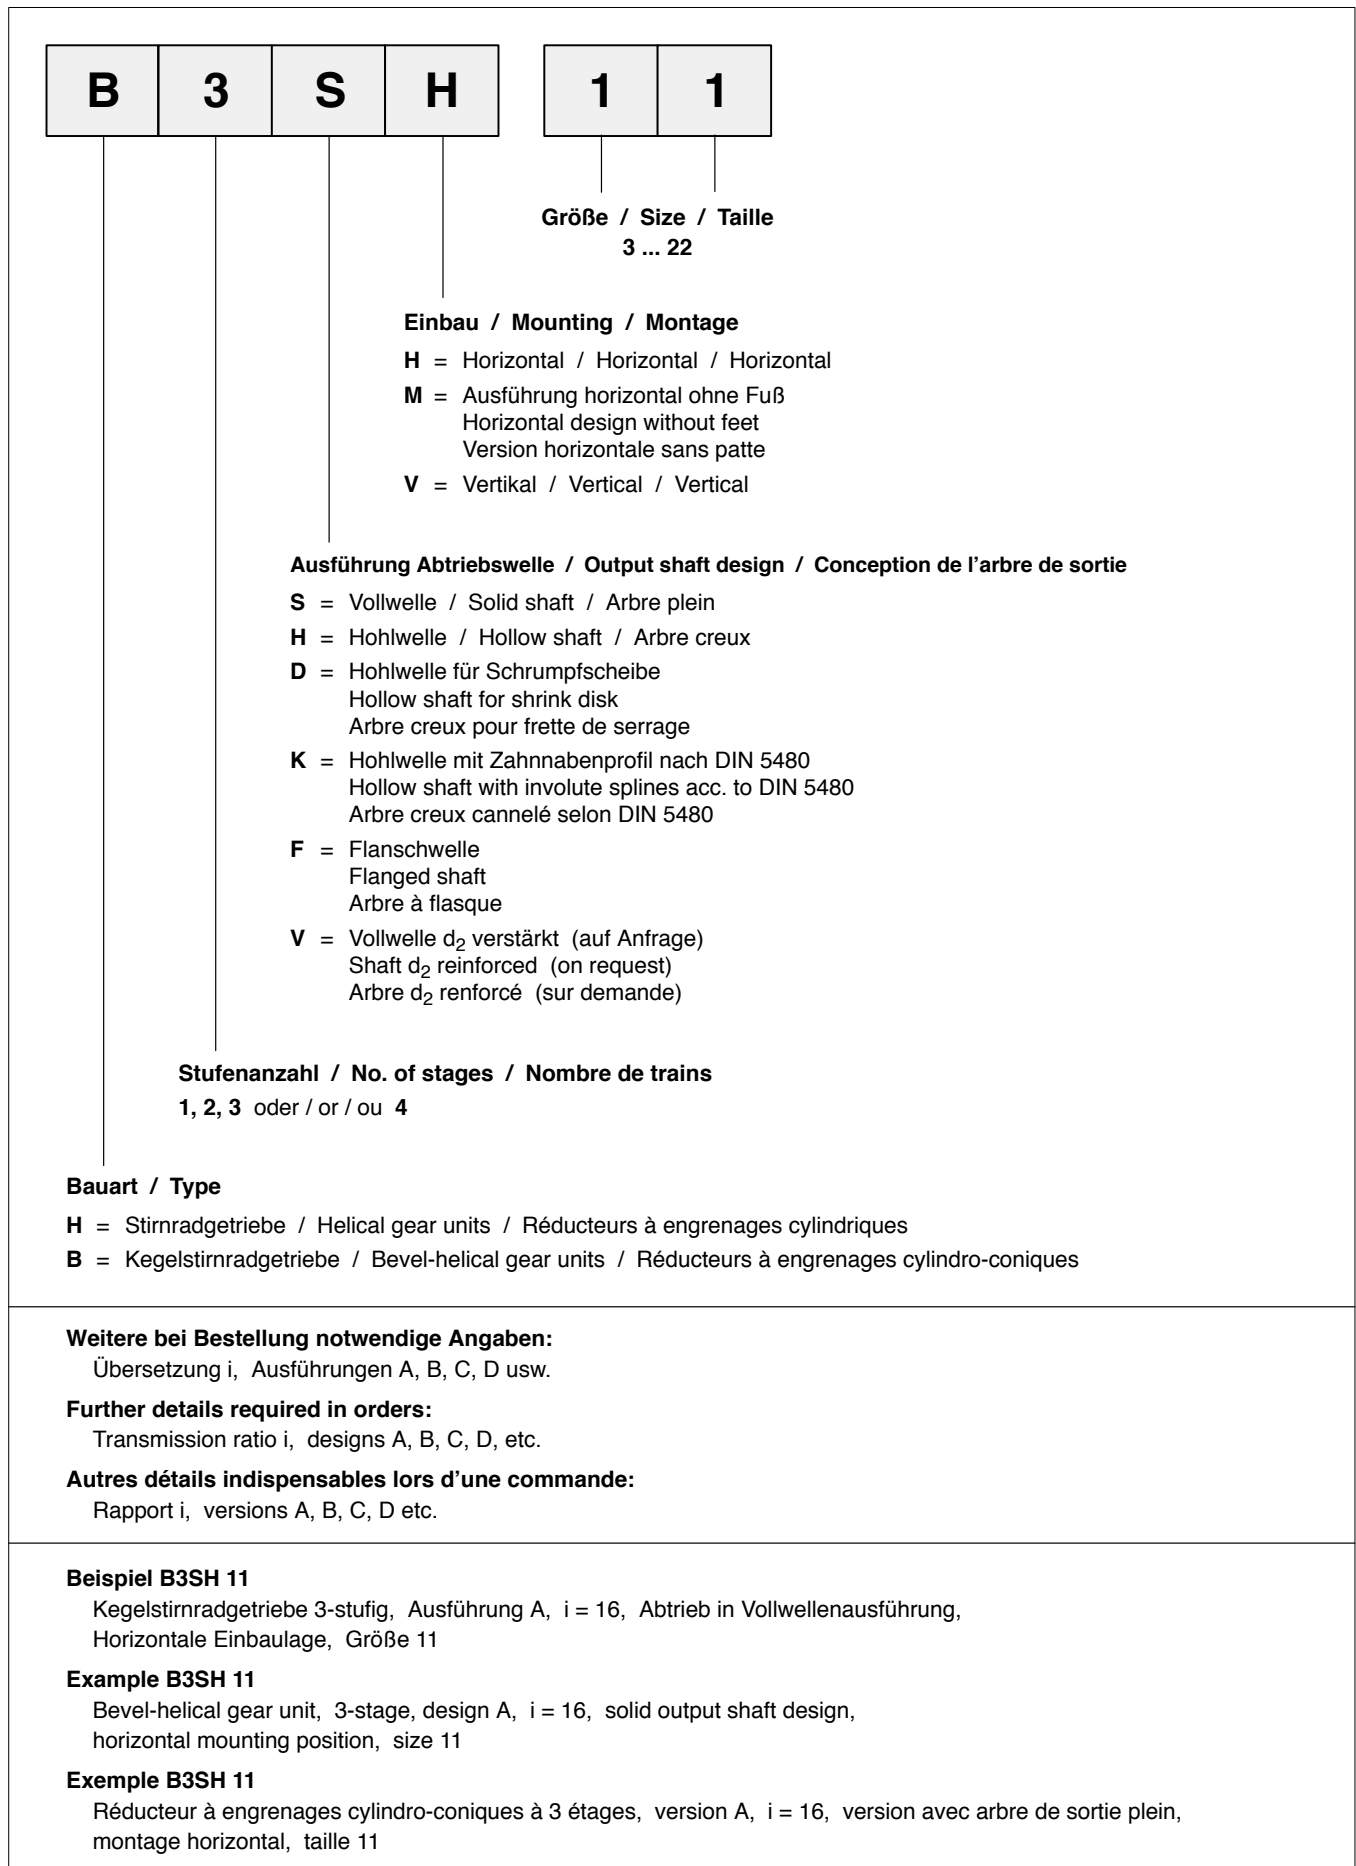 B 3 S H 1 1
Größe / Size / Taille
3 ... 22
Einbau / Mounting / Montage
H = Horizontal / Horizontal / Horizontal
M = Ausführung horizontal ohne Fuß
Horizontal design without feet
Version horizontale sans patte
V = Vertikal / Vertical / Vertical
Ausführung Abtriebswelle / Output shaft design / Conception de l'arbre de sortie
S = Vollwelle / Solid shaft / Arbre plein
H = Hohlwelle / Hollow shaft / Arbre creux
D = Hohlwelle für Schrumpfscheibe
Hollow shaft for shrink disk
Arbre creux pour frette de serrage
K = Hohlwelle mit Zahnnabenprofil nach DIN 5480
Hollow shaft with involute splines acc. to DIN 5480
Arbre creux cannelé selon DIN 5480
F = Flanschwelle
Flanged shaft
Arbre à flasque
V = Vollwelle d2 verstärkt (auf Anfrage)
Shaft d2 reinforced (on request)
Arbre d2 renforcé (sur demande)
Stufenanzahl / No. of stages / Nombre de trains
1, 2, 3 oder / or / ou 4
Bauart / Type
H = Stirnradgetriebe / Helical gear units / Réducteurs à engrenages cylindriques
B = Kegelstirnradgetriebe / Bevel-helical gear units / Réducteurs à engrenages cylindro-coniques
Weitere bei Bestellung notwendige Angaben:
Übersetzung i, Ausführungen A, B, C, D usw.
Further details required in orders:
Transmission ratio i, designs A, B, C, D, etc.
Autres détails indispensables lors d'une commande:
Rapport i, versions A, B, C, D etc.
Beispiel B3SH 11
Kegelstirnradgetriebe 3-stufig, Ausführung A, i = 16, Abtrieb in Vollwellenausführung,
Horizontale Einbaulage, Größe 11
Example B3SH 11
Bevel-helical gear unit, 3-stage, design A, i = 16, solid output shaft design,
horizontal mounting position, size 11
Exemple B3SH 11
Réducteur à engrenages cylindro-coniques à 3 étages, version A, i = 16, version avec arbre de sortie plein,
montage horizontal, taille 11